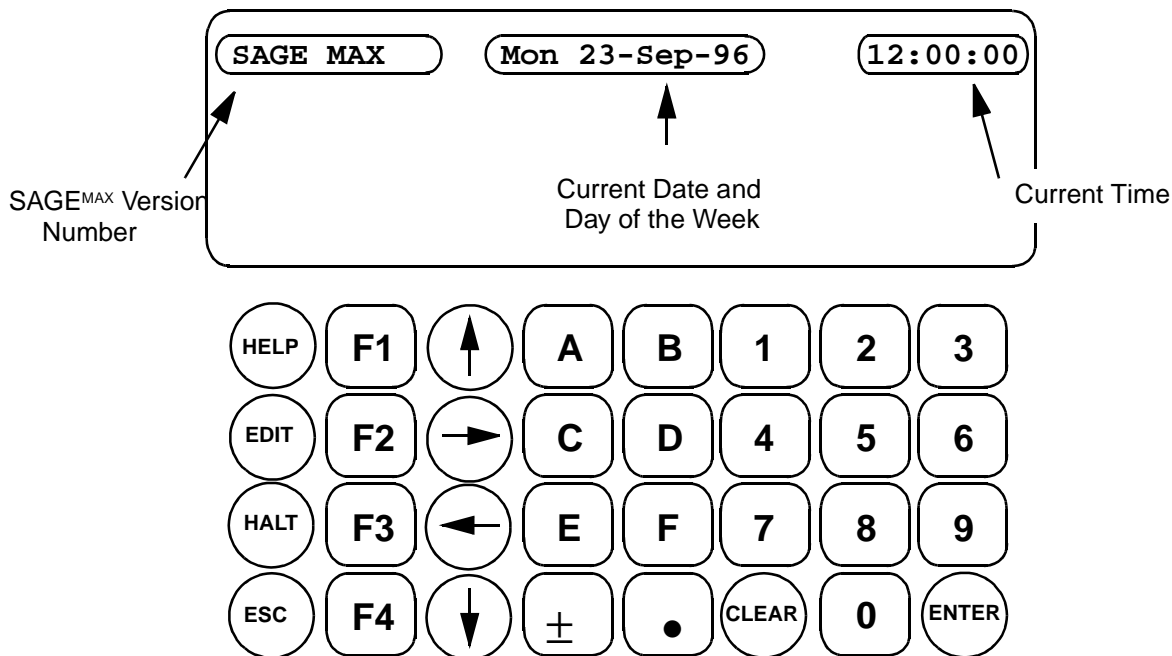 SAGE MAX Mon 23-Sep-96 12:00:00
SAGEMAX Version
Number
Current Date and
Day of the Week
Current Time
HELP F1 A B 1 2 3
EDIT F2 C D 4 5 6
HALT F3 E F 7 8 9
ESC F4 ± • CLEAR 0 ENTER